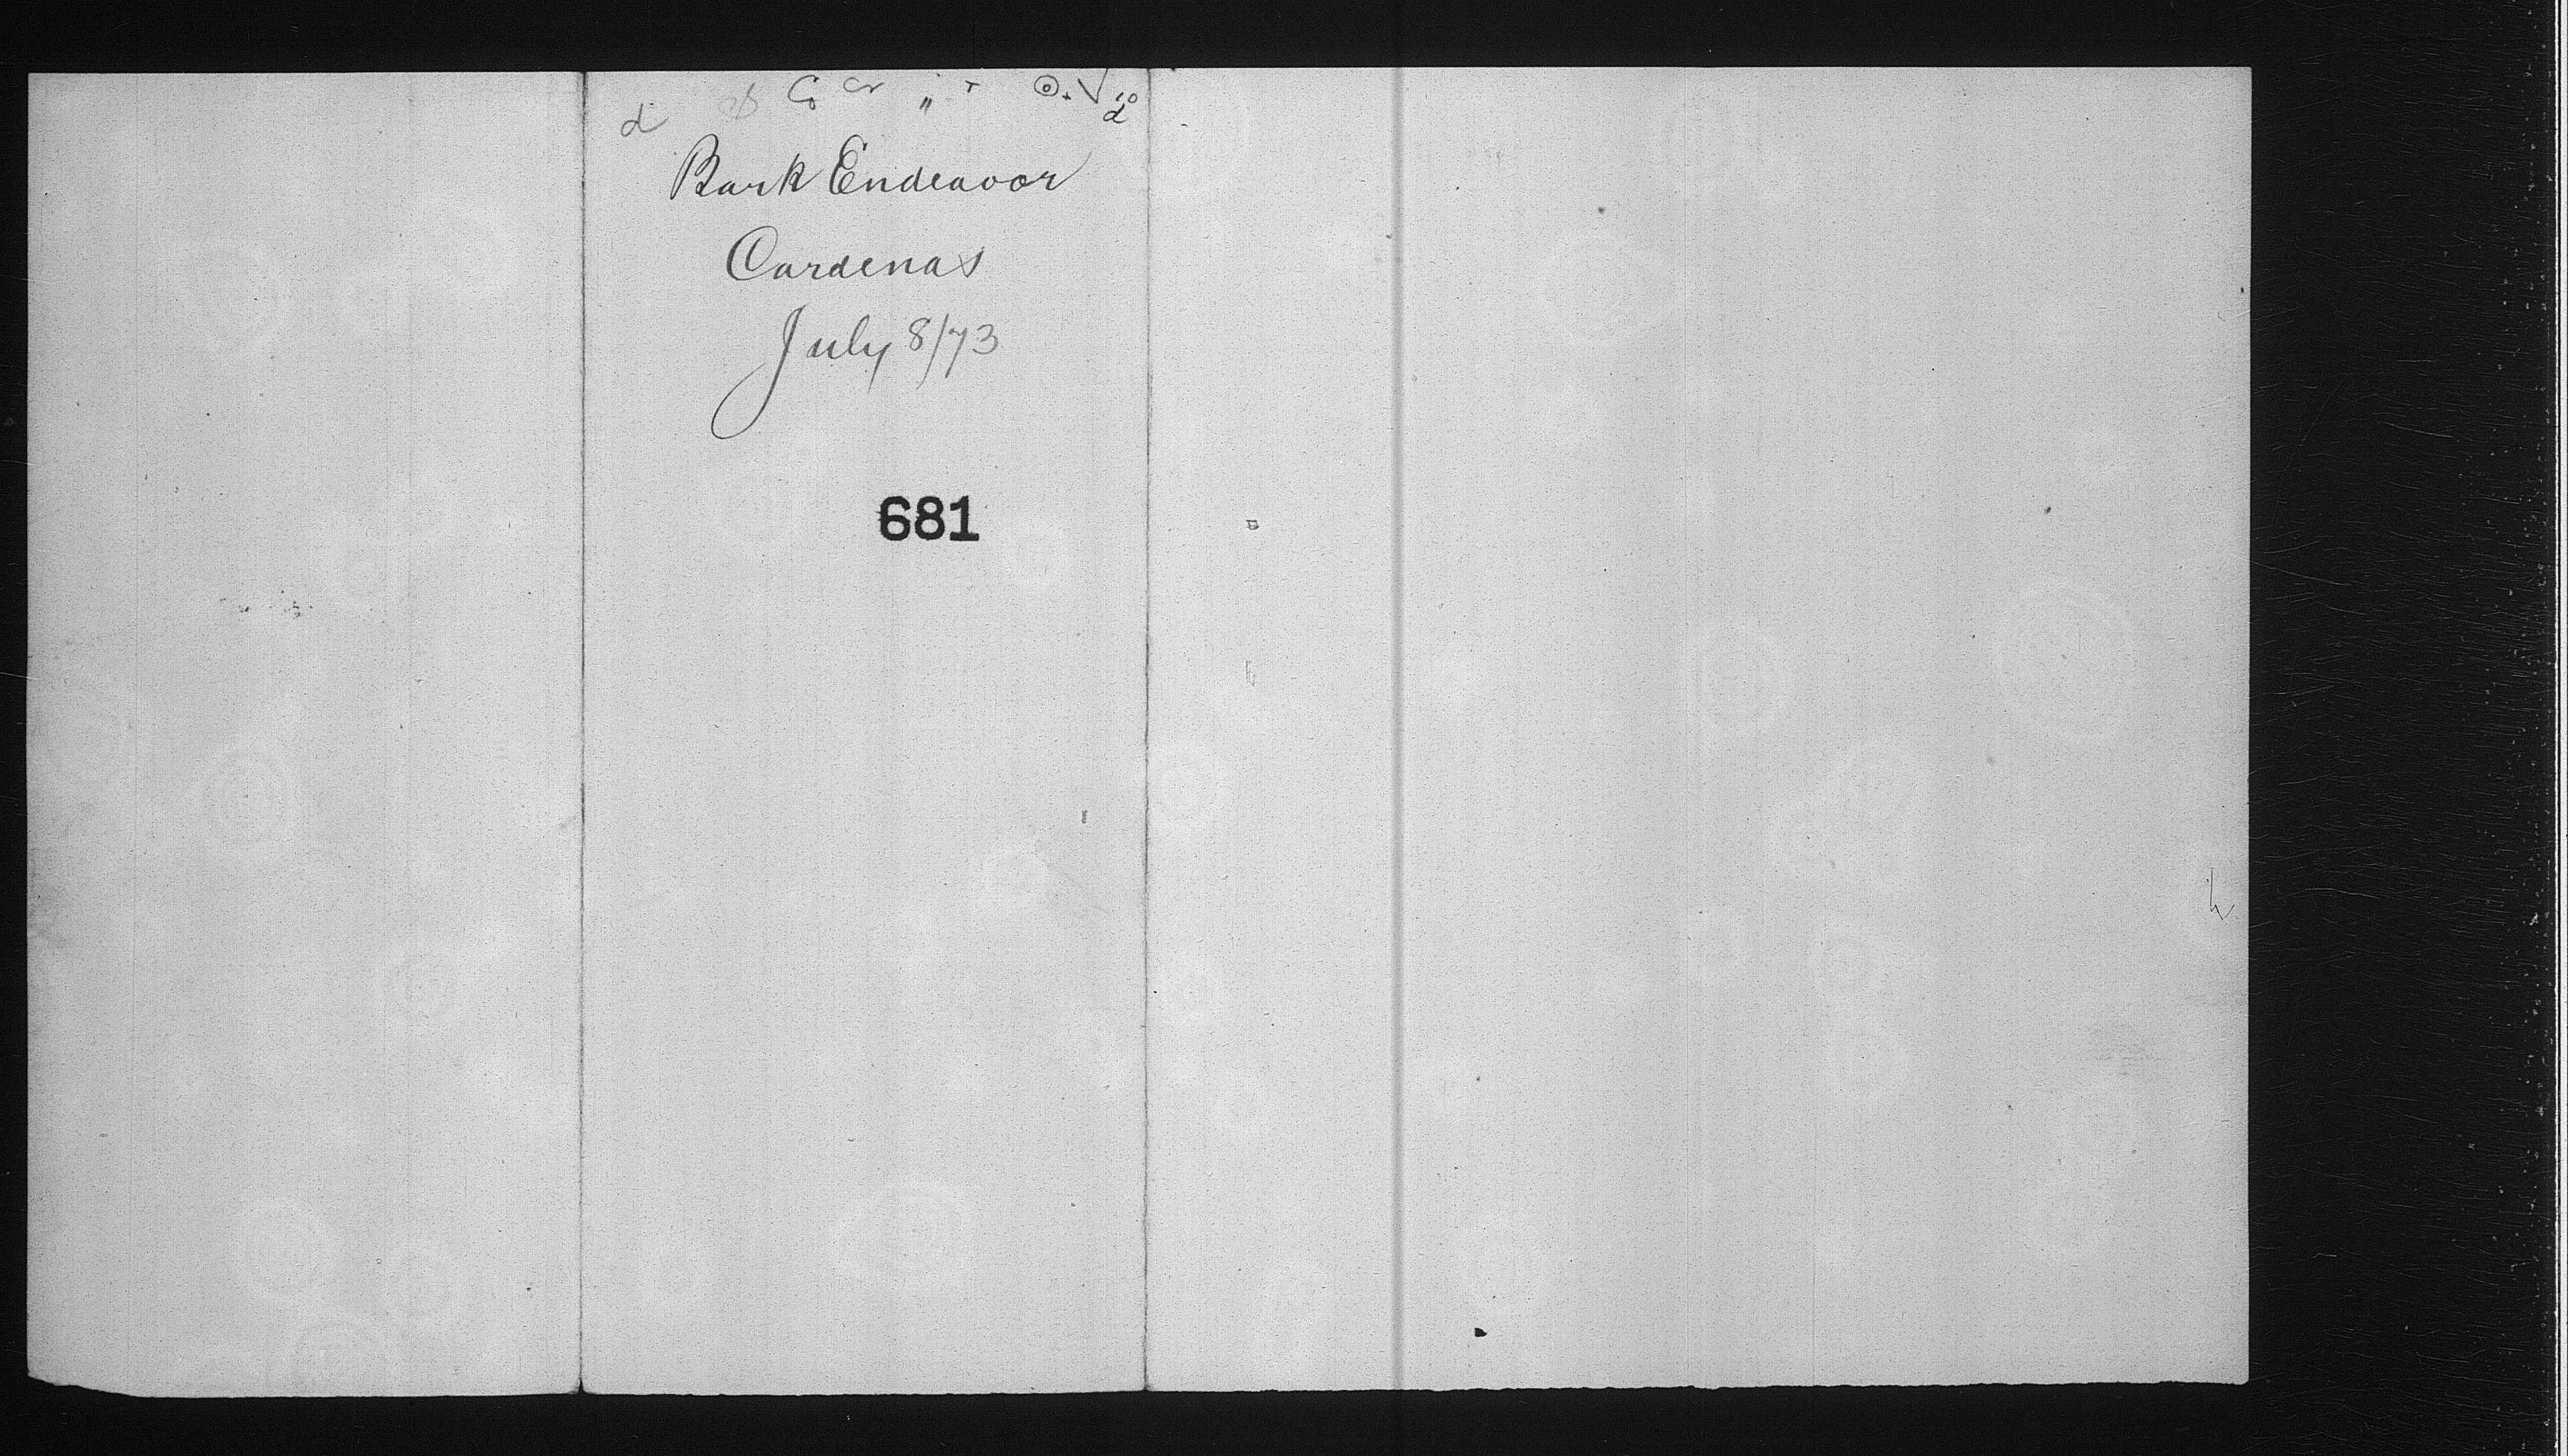 Bark Endeavor
Cardenas
July 8/73
681